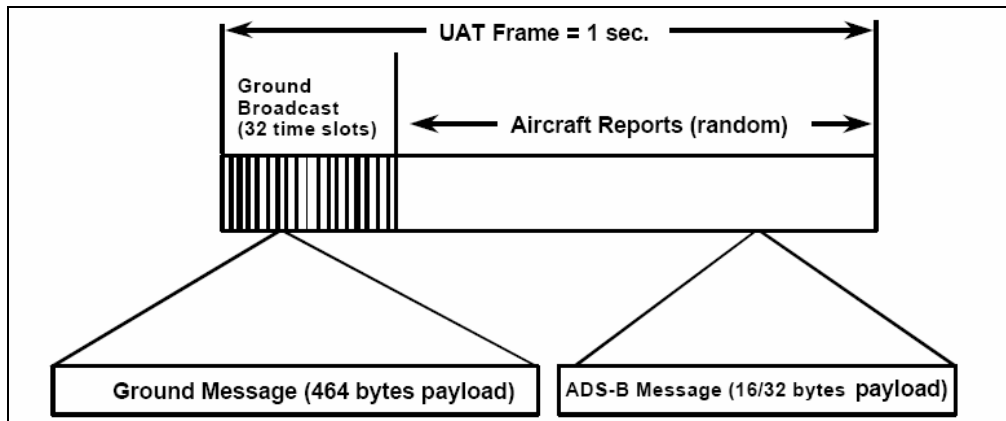 UAT Frame = 1 sec.
Ground
Broadcast
(32 time slots)
Aircraft Reports (random)
Ground Message (464 bytes payload)
ADS-B Message (16/32 bytes payload)